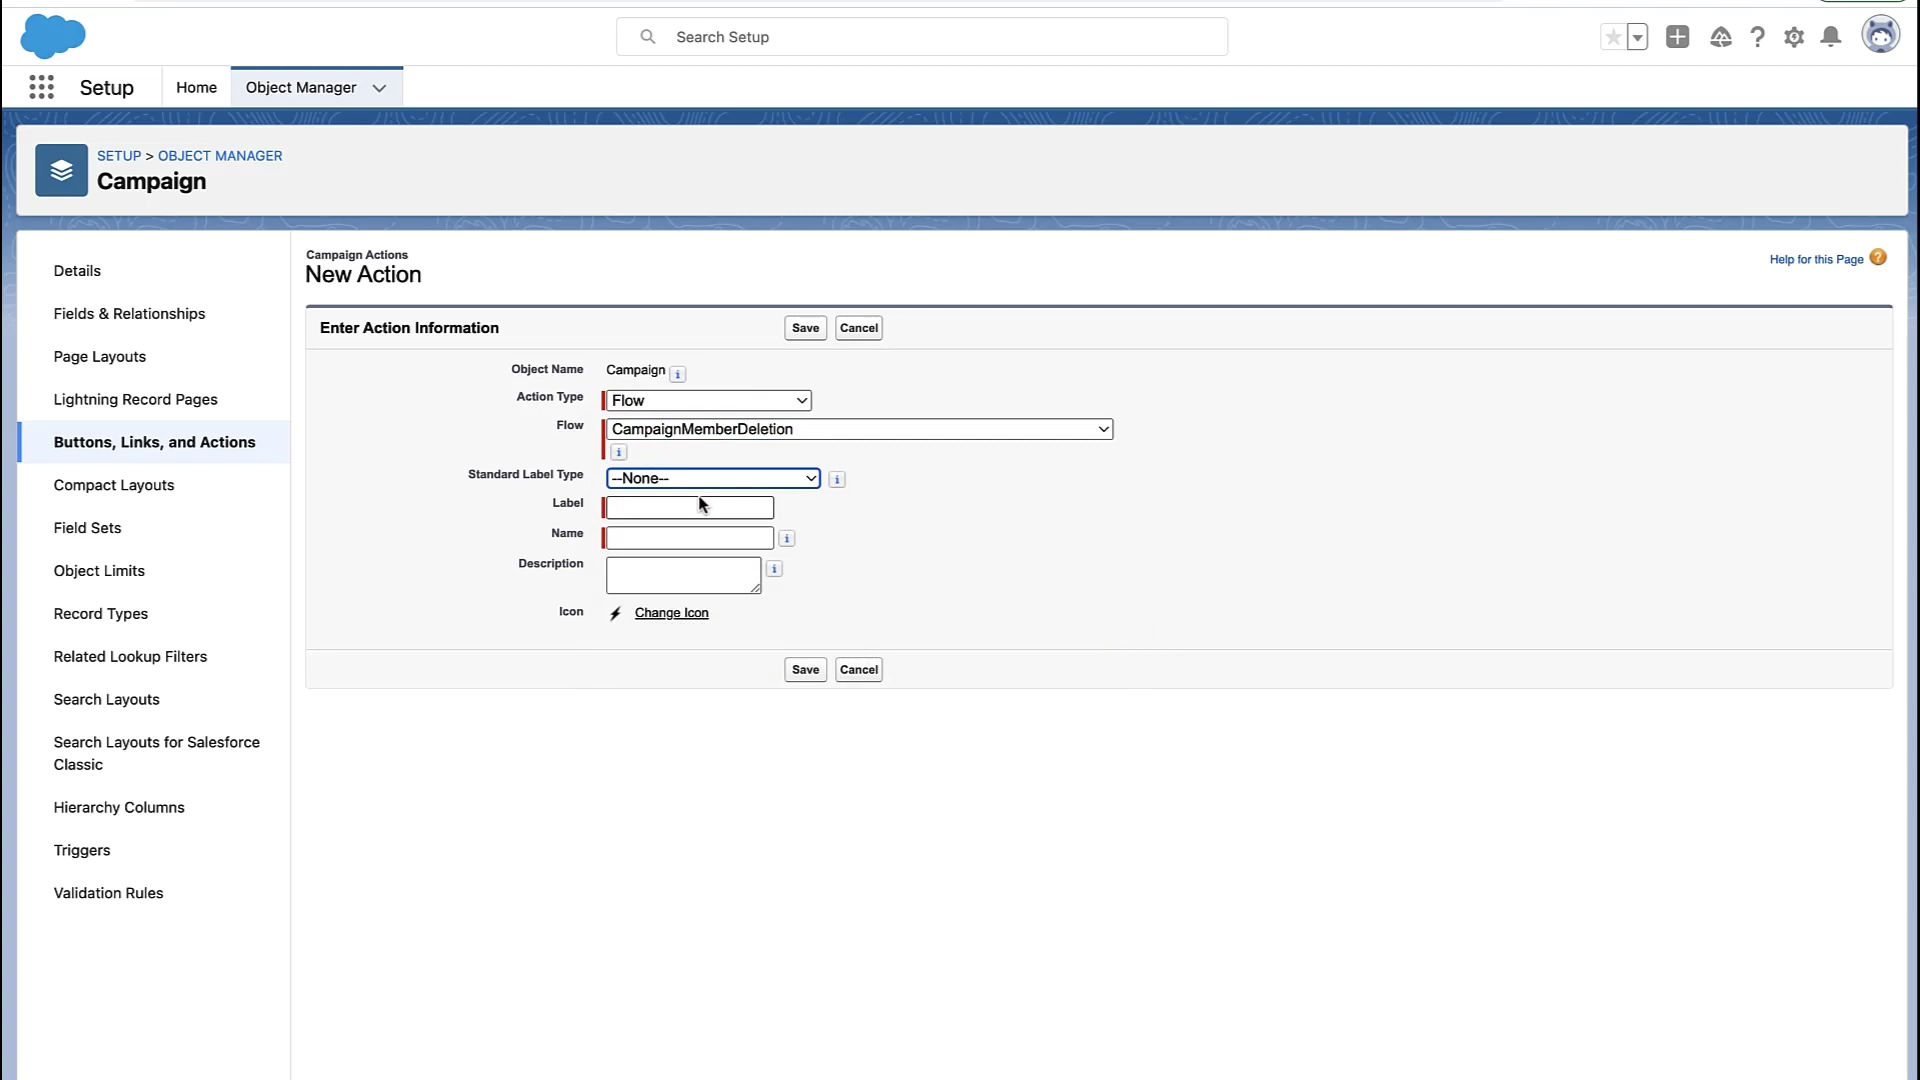 Search Setup
Setup
Home
Object Manager
SETUP > OBJECT MANAGER
Campaign
Details
Fields & Relationships
Page Layouts
Lightning Record Pages
Buttons, Links, and Actions
Compact Layouts
Field Sets
Object Limits
Record Types
Related Lookup Filters
Search Layouts
Search Layouts for Salesforce
Classic
Hierarchy Columns
Triggers
Validation Rules
Campaign Actions
New Action
Help for this Page
Enter Action Information
Save
Cancel
Object Name Campaign
Action Type Flow
Flow CampaignMemberDeletion
Standard Label Type --None--
Label
Name
Description
Icon Change Icon
Save
Cancel